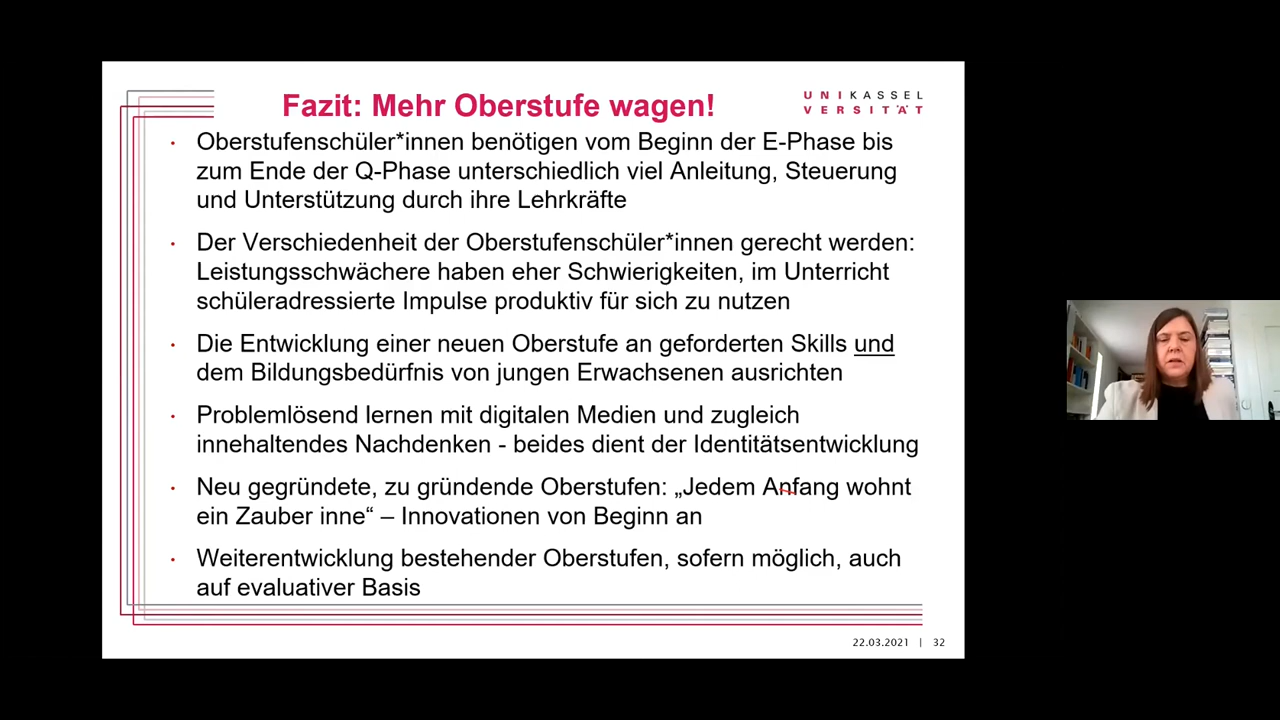 Fazit: Mehr Oberstufe wagen!
UNIKASSEL
VERSITÄT
• Oberstufenschüler*innen benötigen vom Beginn der E-Phase bis
zum Ende der Q-Phase unterschiedlich viel Anleitung, Steuerung
und Unterstützung durch ihre Lehrkräfte
• Der Verschiedenheit der Oberstufenschüler*innen gerecht werden:
Leistungsschwächere haben eher Schwierigkeiten, im Unterricht
schüleradressierte Impulse produktiv für sich zu nutzen
• Die Entwicklung einer neuen Oberstufe an geforderten Skills und
dem Bildungsbedürfnis von jungen Erwachsenen ausrichten
• Problemlösend lernen mit digitalen Medien und zugleich
innehaltendes Nachdenken - beides dient der Identitätsentwicklung
• Neu gegründete, zu gründende Oberstufen: „Jedem Anfang wohnt
ein Zauber inne“ – Innovationen von Beginn an
• Weiterentwicklung bestehender Oberstufen, sofern möglich, auch
auf evaluativer Basis
22.03.2021 | 32